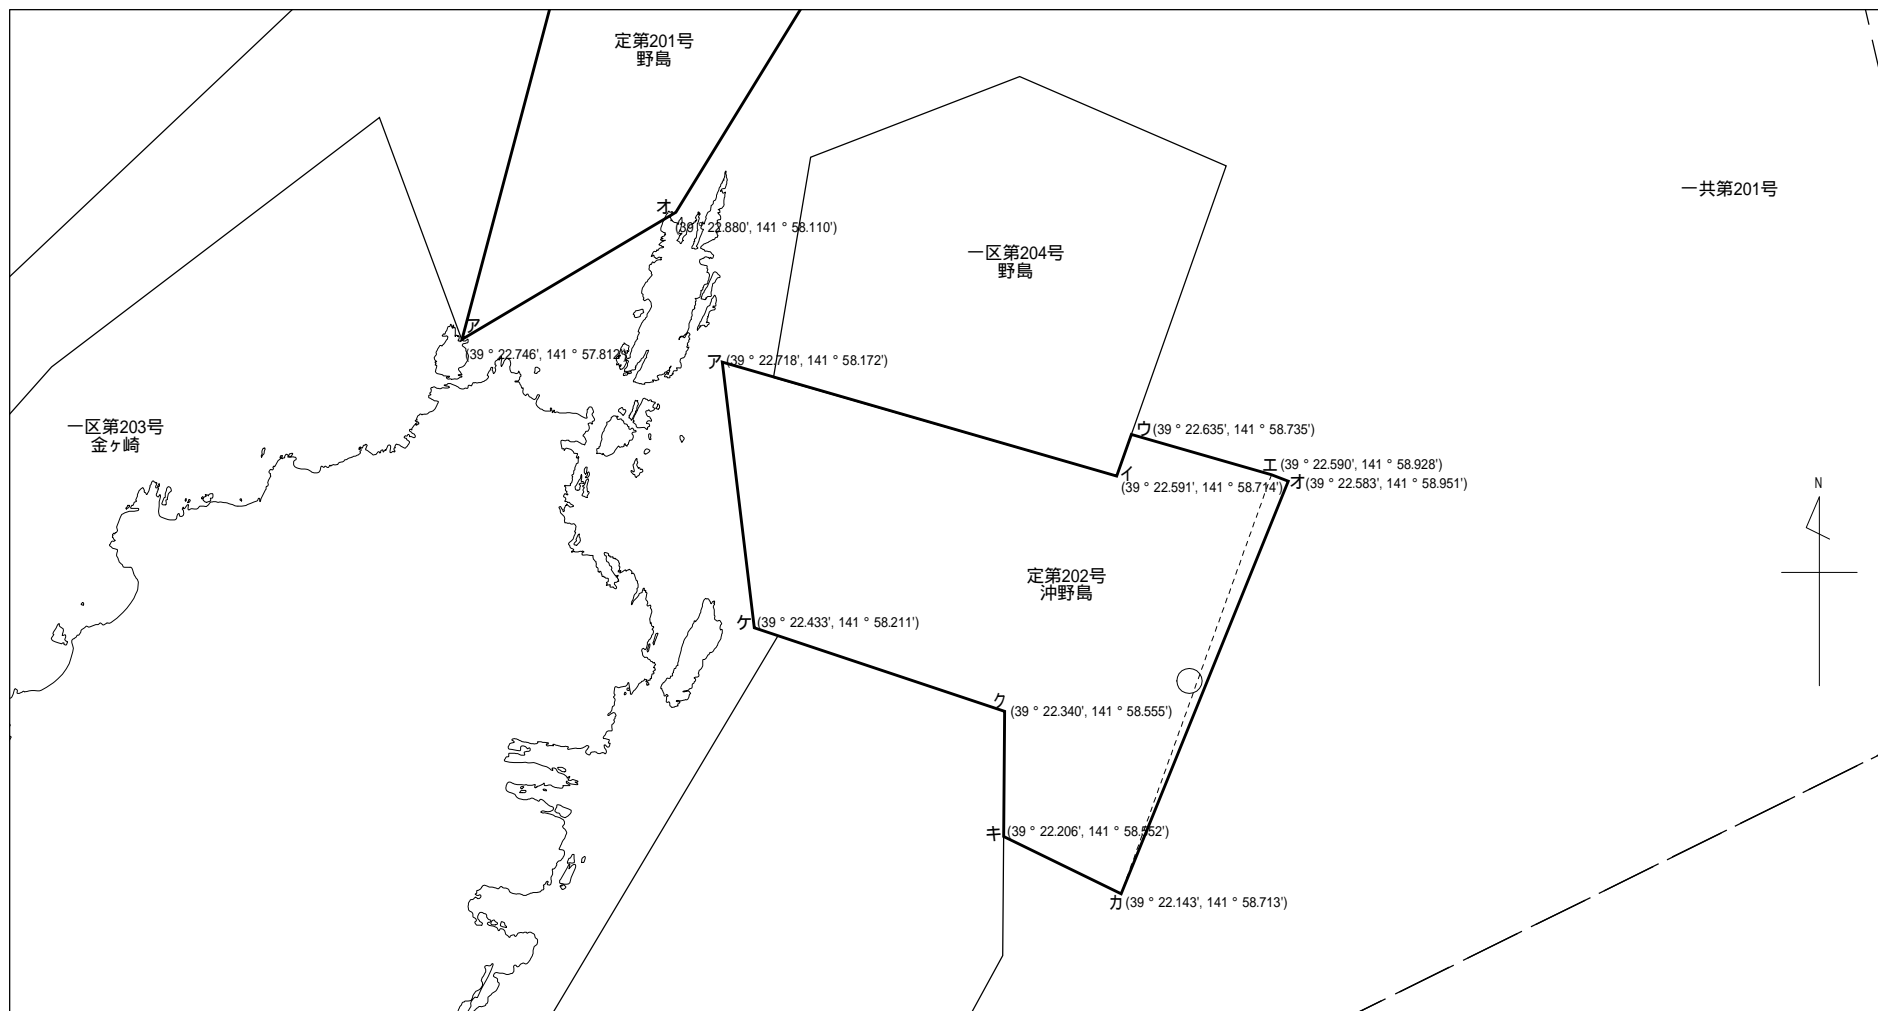 定第201号
野島
一共第201号
オ
(39 ° 22.880', 141 ° 58.110')
一区第204号
野島
ア
(39 ° 22.746', 141 ° 57.812')
ア(39 ° 22.718', 141 ° 58.172')
一区第203号
金ヶ崎
ウ(39 ° 22.635', 141 ° 58.735')
エ(39 ° 22.590', 141 ° 58.928')
イ
(39 ° 22.591', 141 ° 58.714')
オ(39 ° 22.583', 141 ° 58.951')
N
定第202号
沖野島
ケ(39 ° 22.433', 141 ° 58.211')
ク
(39 ° 22.340', 141 ° 58.555')
キ(39 ° 22.206', 141 ° 58.552')
カ(39 ° 22.143', 141 ° 58.713')